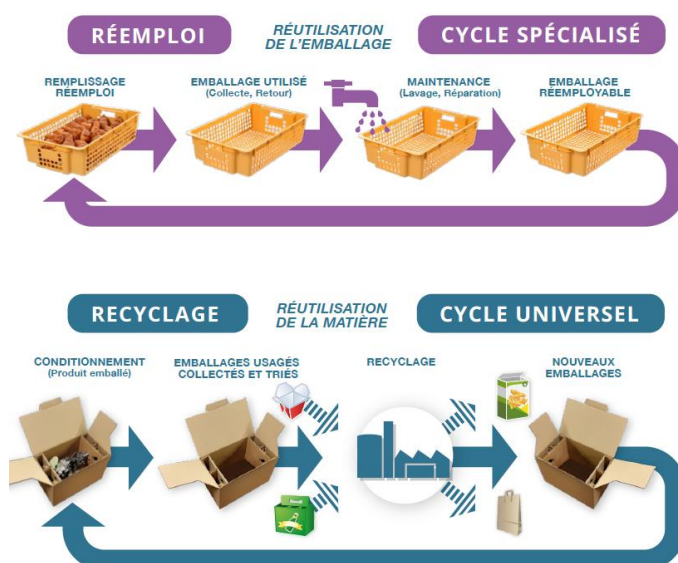 RÉEMPLOI
RÉUTILISATION
DE L'EMBALLAGE
CYCLE SPÉCIALISÉ
REMPLISSAGE
RÉEMPLOI
EMBALLAGE UTILISÉ
(Collecte, Retour)
MAINTENANCE
(Lavage, Réparation)
EMBALLAGE
RÉEMPLOYABLE
RECYCLAGE
RÉUTILISATION
DE LA MATIÈRE
CYCLE UNIVERSEL
CONDITIONNEMENT
(Produit emballé)
EMBALLAGES USAGÉS
COLLECTÉS ET TRIÉS
RECYCLAGE
NOUVEAUX
EMBALLAGES